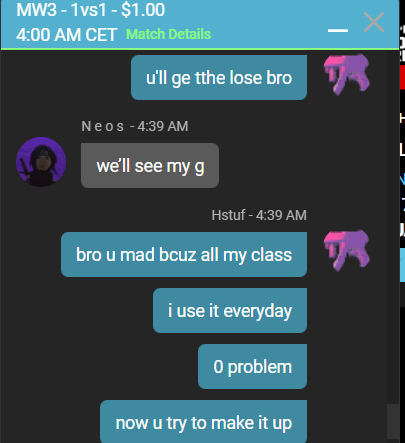 MW3 - 1vs1 - $1.00
4:00 AM CET Match Details
u'll ge tthe lose bro
N e o s - 4:39 AM
we’ll see my g
Hstuf - 4:39 AM
bro u mad bcuz all my class
i use it everyday
0 problem
now u try to make it up